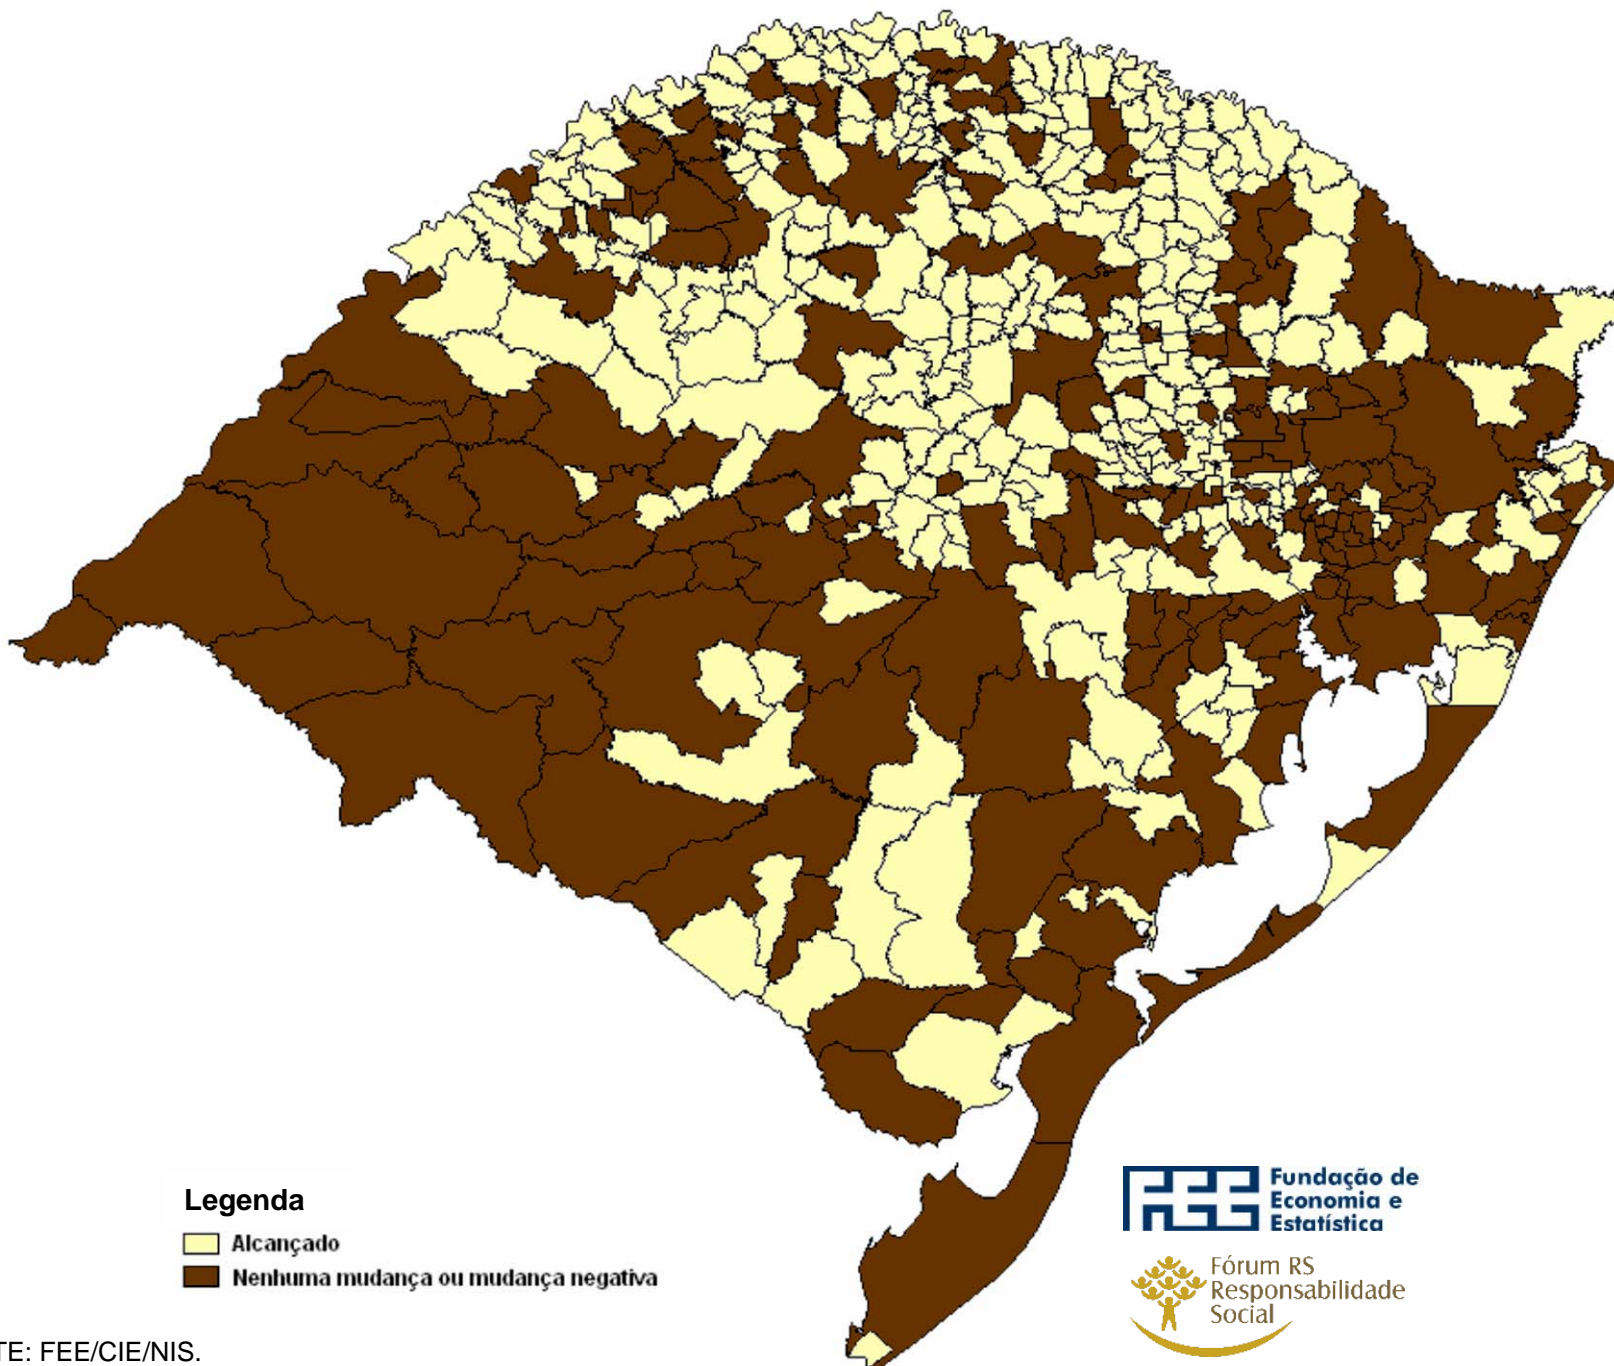 Legenda
Alcançado
Nenhuma mudança ou mudança negativa
FEE Fundação de
Economia e
Estatística
Fórum RS
Responsabilidade
Social
TE: FEE/CIE/NIS.